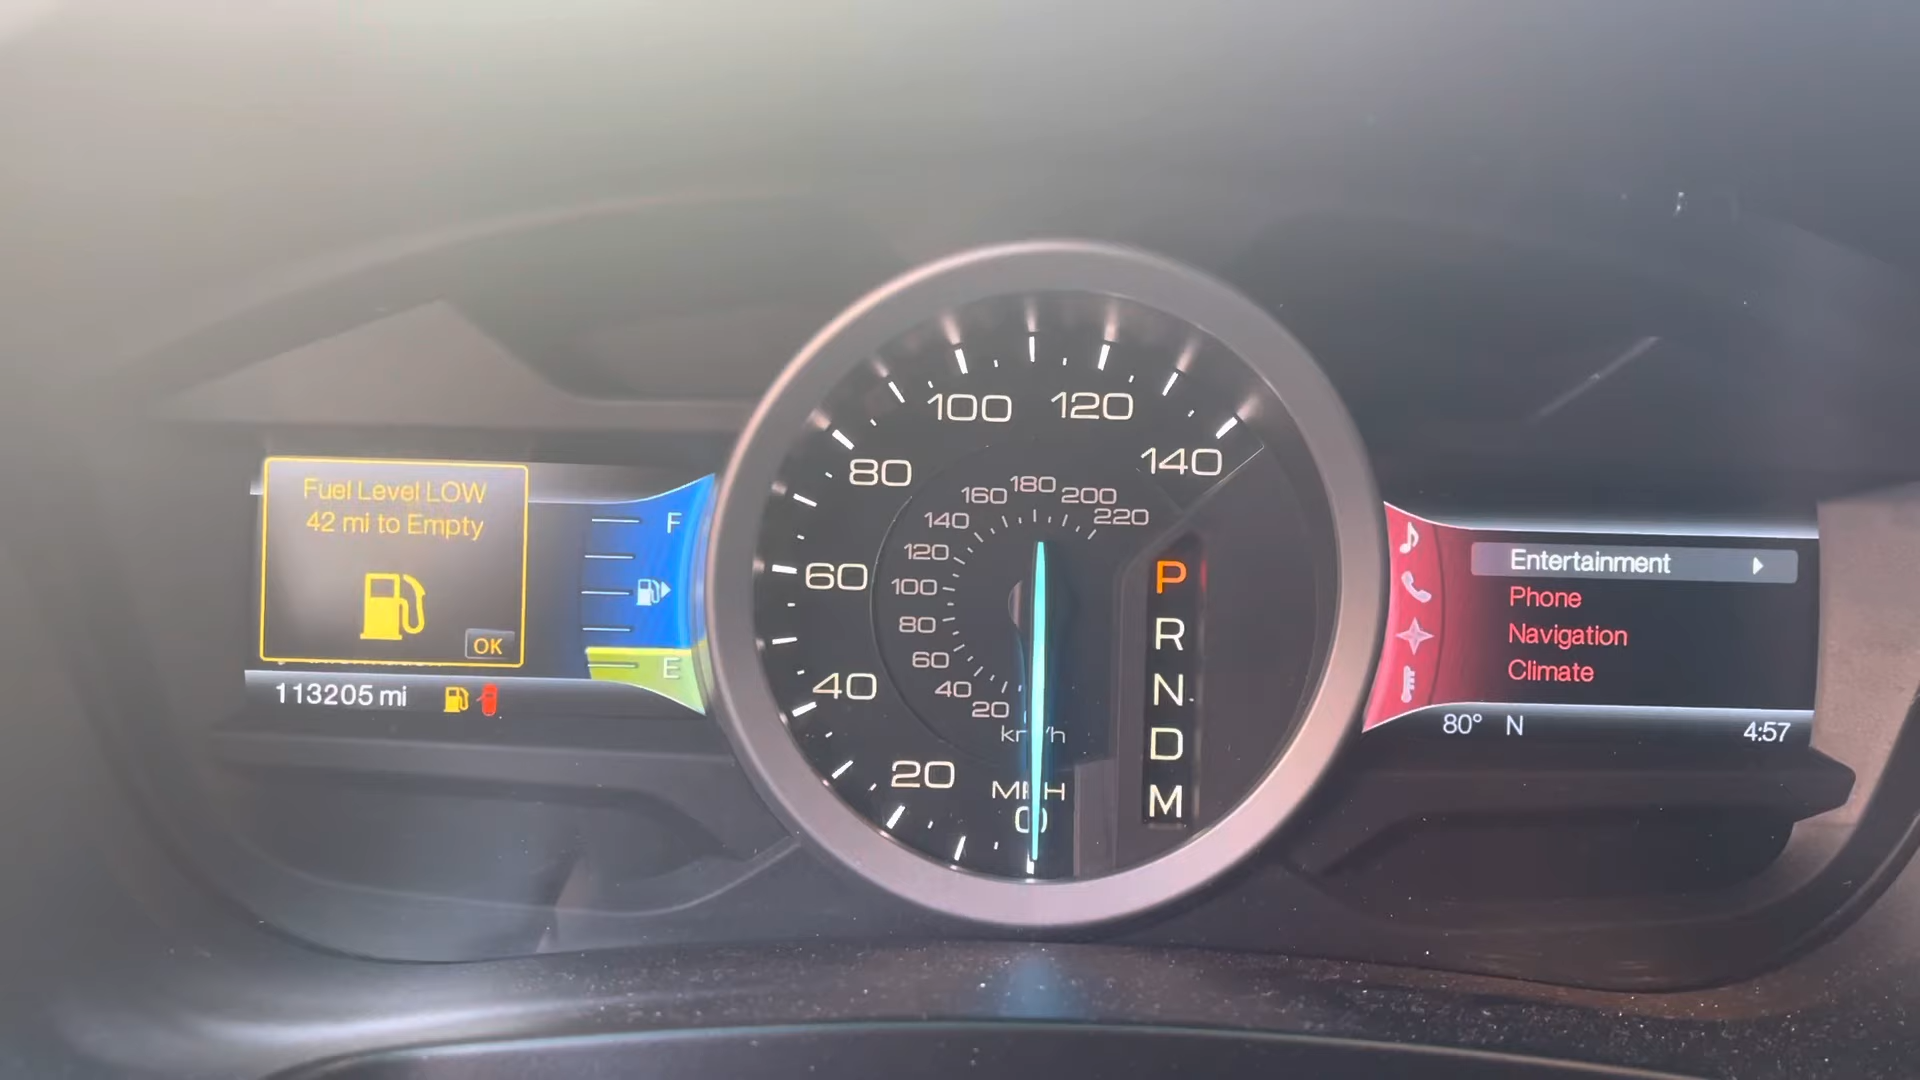 Fuel Level LOW
42 mi to Empty
OK
F
E
113205 mi
0
20
40
60
80
100
120
140
MPH
20
40
60
80
100
120
140
160
180
200
220
km/h
P
R
N
D
M
Entertainment
Phone
Navigation
Climate
80° N
4:57